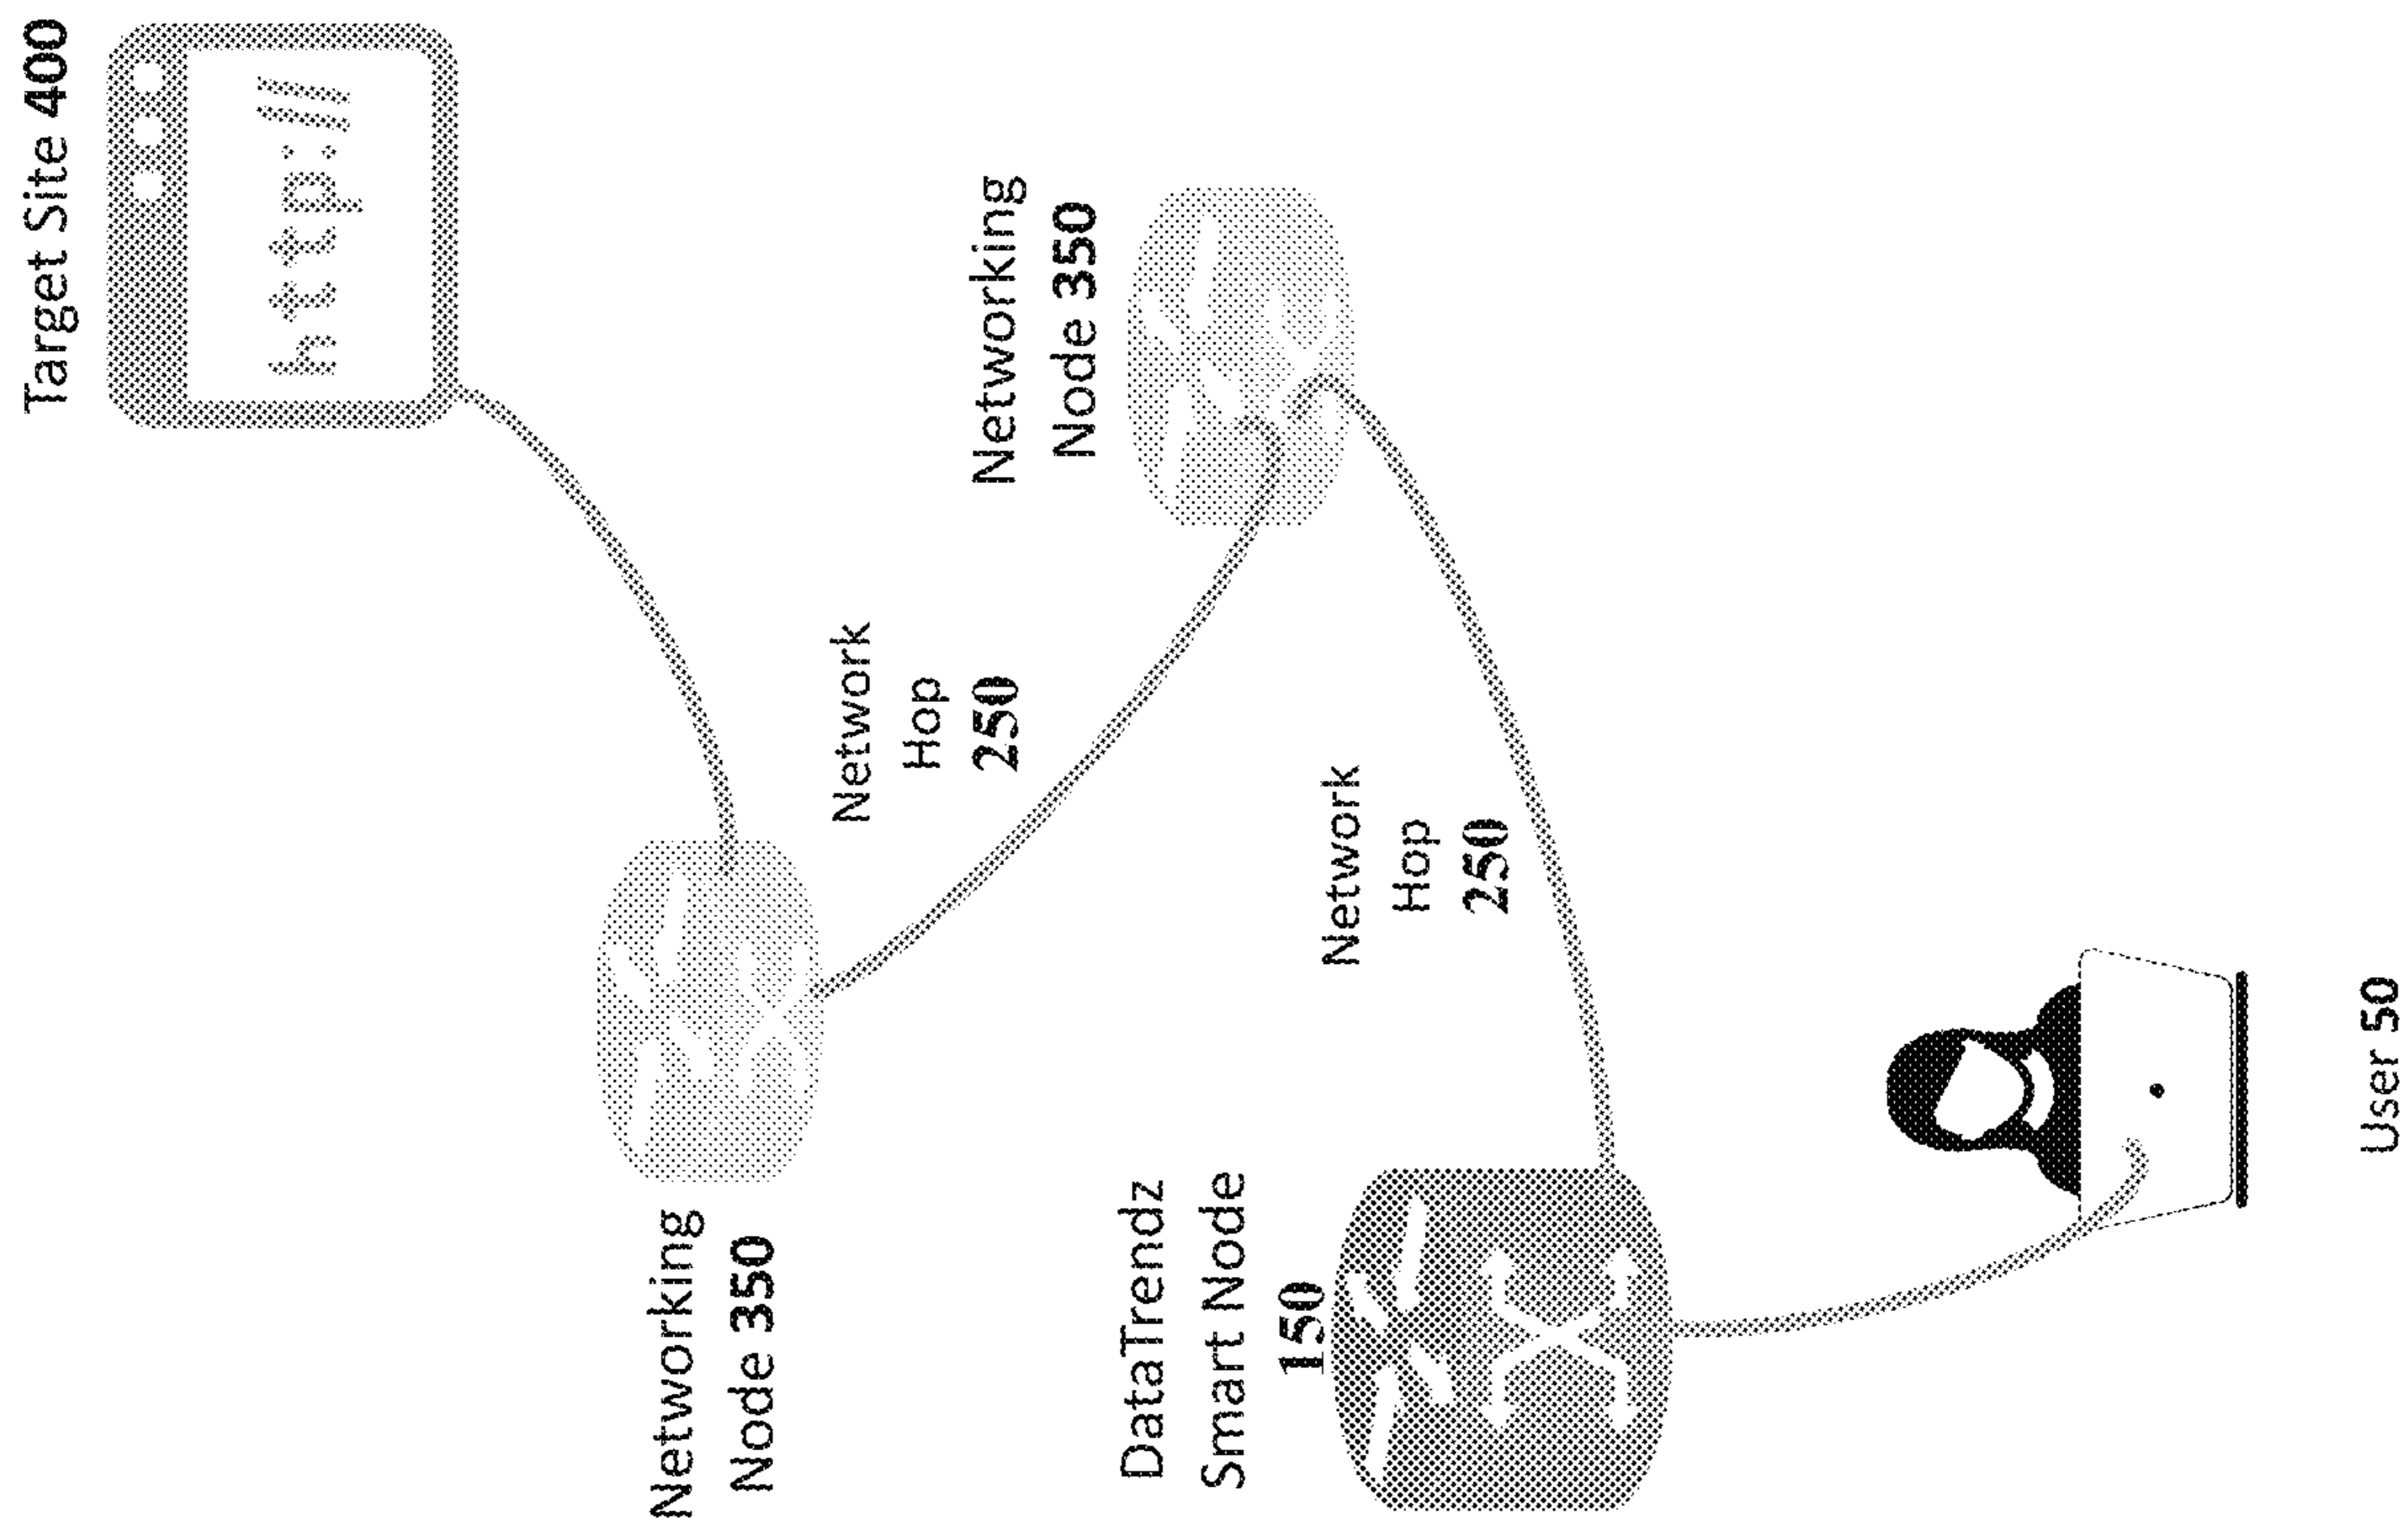 Target Site 400
http://
Networking
Node 350
Networking
Node 350
Network
Hop
250
Network
Hop
250
DataTrendz
Smart Node
150
User 50